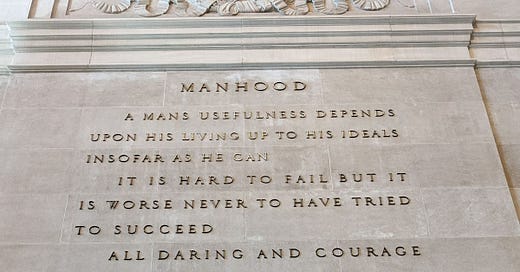 MANHOOD
A MANS USEFULNESS DEPENDS
UPON HIS LIVING UP TO HIS IDEALS
INSOFAR AS HE CAN
IT IS HARD TO FAIL BUT IT
IS WORSE NEVER TO HAVE TRIED
TO SUCCEED
ALL DARING AND COURAGE